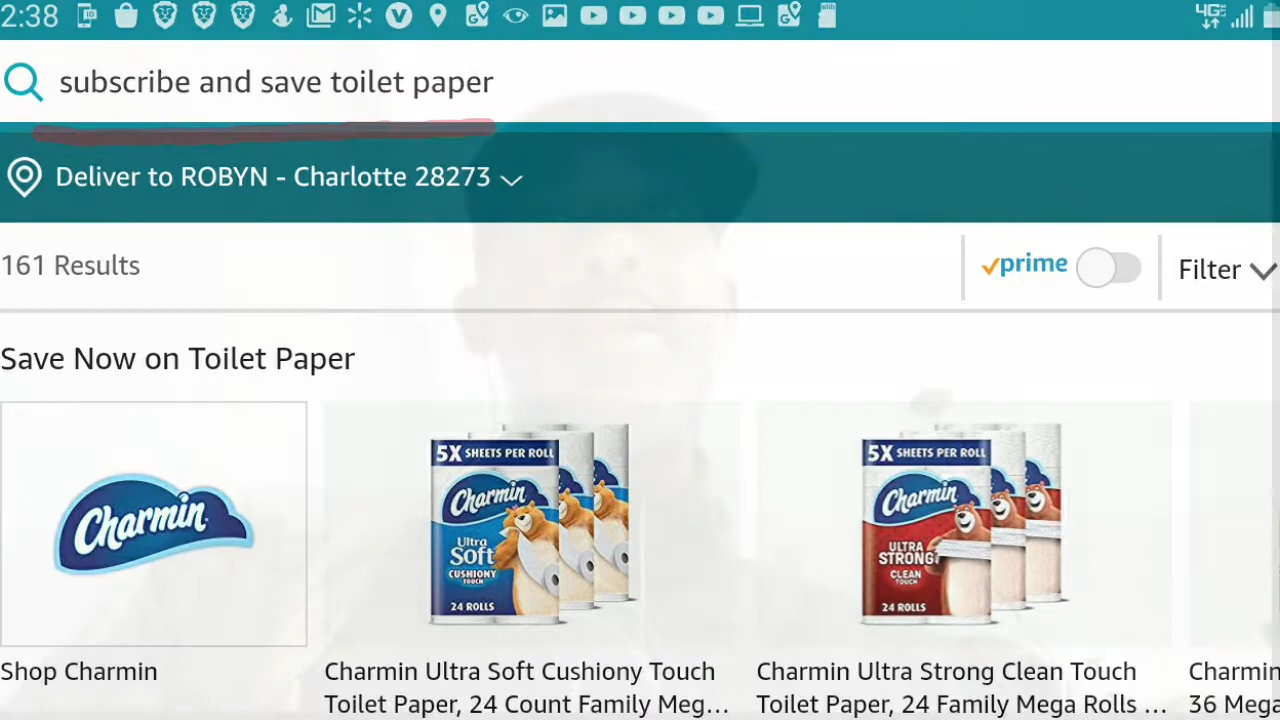 2:38
4G
subscribe and save toilet paper
Deliver to ROBYN - Charlotte 28273
161 Results
prime
Filter
Save Now on Toilet Paper
Charmin
5X SHEETS PER ROLL
Charmin
Ultra
Soft
CUSHIONY
TOUCH
24 ROLLS
5X SHEETS PER ROLL
Charmin
ULTRA
STRONG
CLEAN
TOUCH
24 ROLLS
Shop Charmin
Charmin Ultra Soft Cushiony Touch
Toilet Paper, 24 Count Family Meg...
Charmin Ultra Strong Clean Touch
Toilet Paper, 24 Family Mega Rolls ...
Charmin
36 Mega